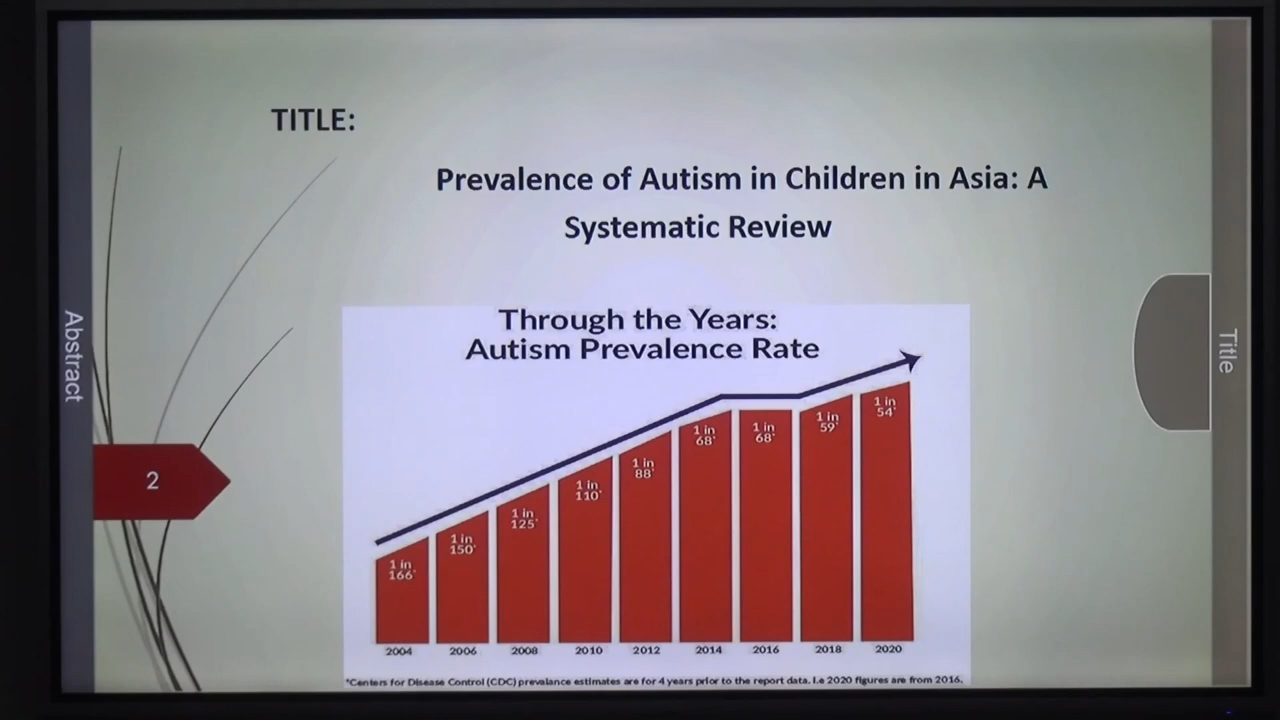 TITLE:
Prevalence of Autism in Children in Asia: A
Systematic Review
Abstract
Title
2
Through the Years:
Autism Prevalence Rate
1 in
166*
1 in
150*
1 in
125*
1 in
110*
1 in
88*
1 in
68*
1 in
68*
1 in
59*
1 in
54*
2004 2006 2008 2010 2012 2014 2016 2018 2020
*Centers for Disease Control (CDC) prevalance estimates are for 4 years prior to the report data. I.e 2020 figures are from 2016.